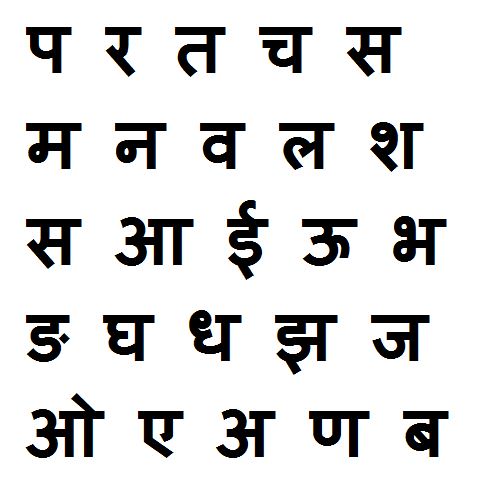 प र त च स
म न व ल श
स आ ई ऊ भ
ङ घ ध झ ज
ओ ए अ ण ब